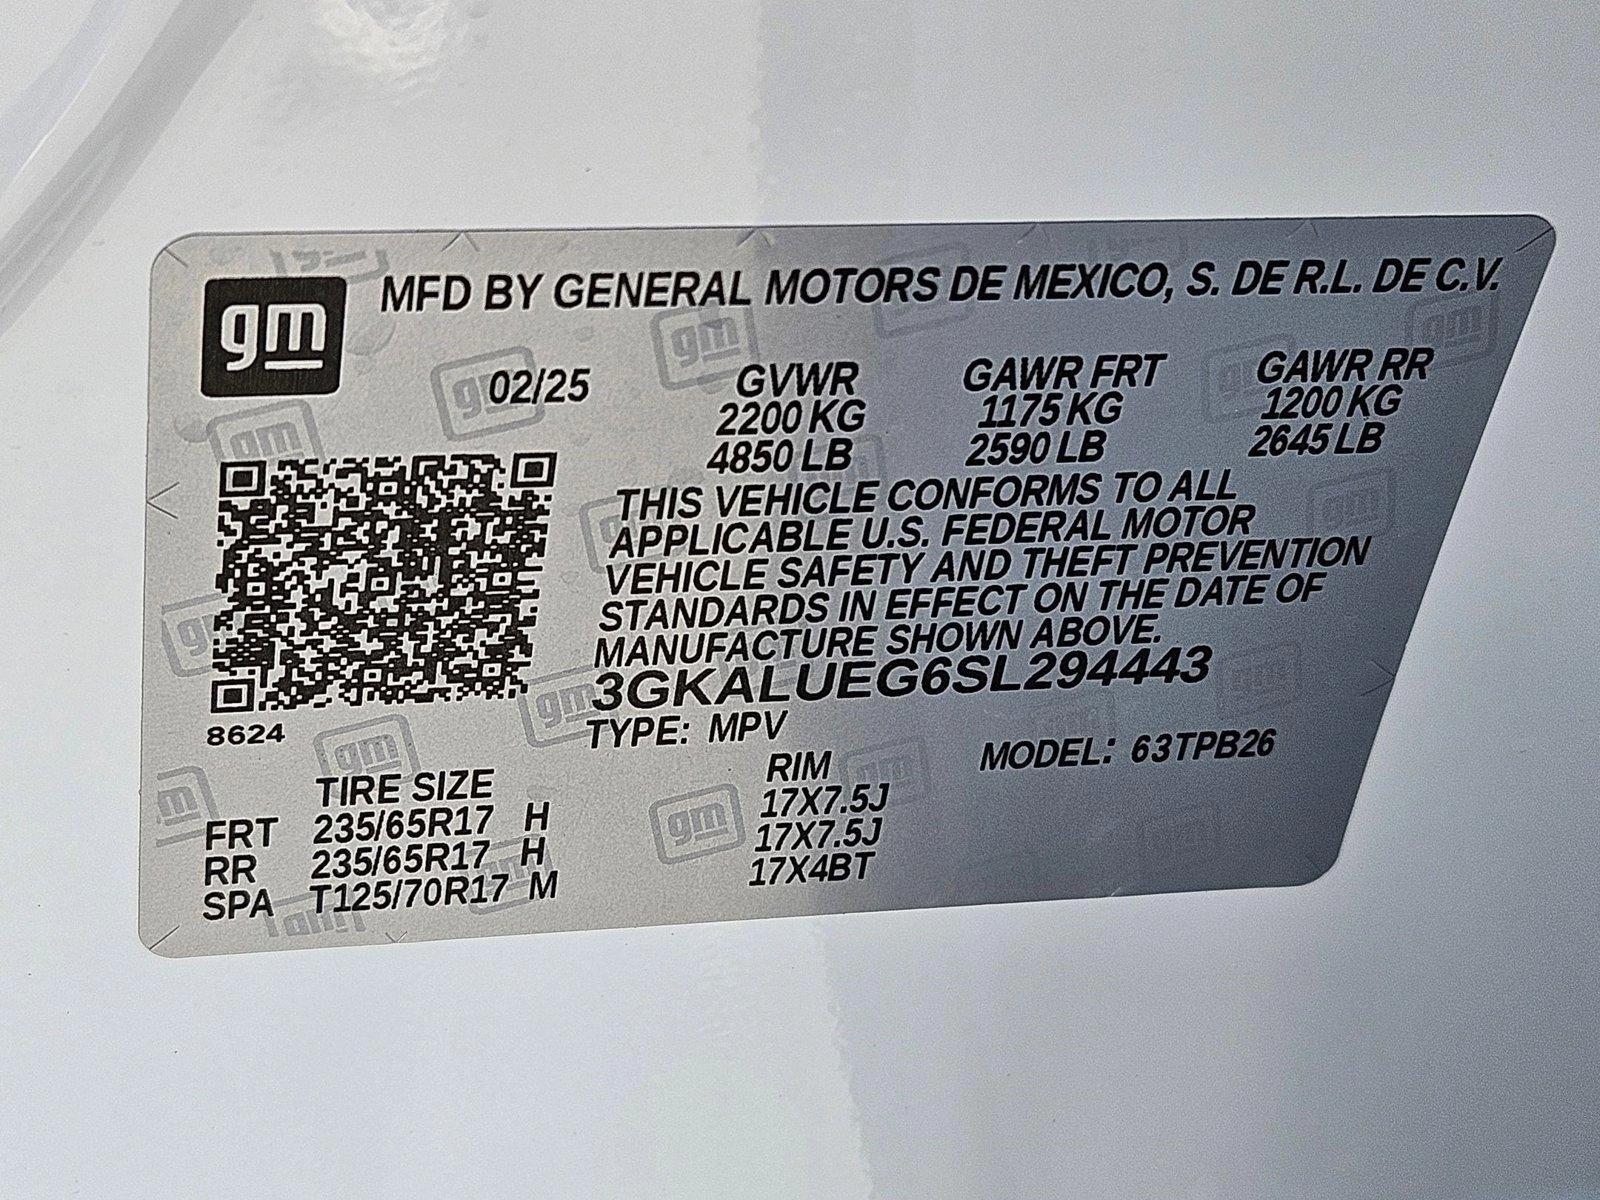 gm MFD BY GENERAL MOTORS DE MEXICO, S. DE R.L. DE C.V.
02/25 GVWR GAWR FRT GAWR RR
2200 KG 1175 KG 1200 KG
4850 LB 2590 LB 2645 LB
THIS VEHICLE CONFORMS TO ALL
APPLICABLE U.S. FEDERAL MOTOR
VEHICLE SAFETY AND THEFT PREVENTION
STANDARDS IN EFFECT ON THE DATE OF
MANUFACTURE SHOWN ABOVE.
3GKALUEG6SL294443
8624
TYPE: MPV MODEL: 63TPB26
TIRE SIZE RIM
FRT 235/65R17 H 17X7.5J
RR 235/65R17 H 17X7.5J
SPA T125/70R17 M 17X4BT